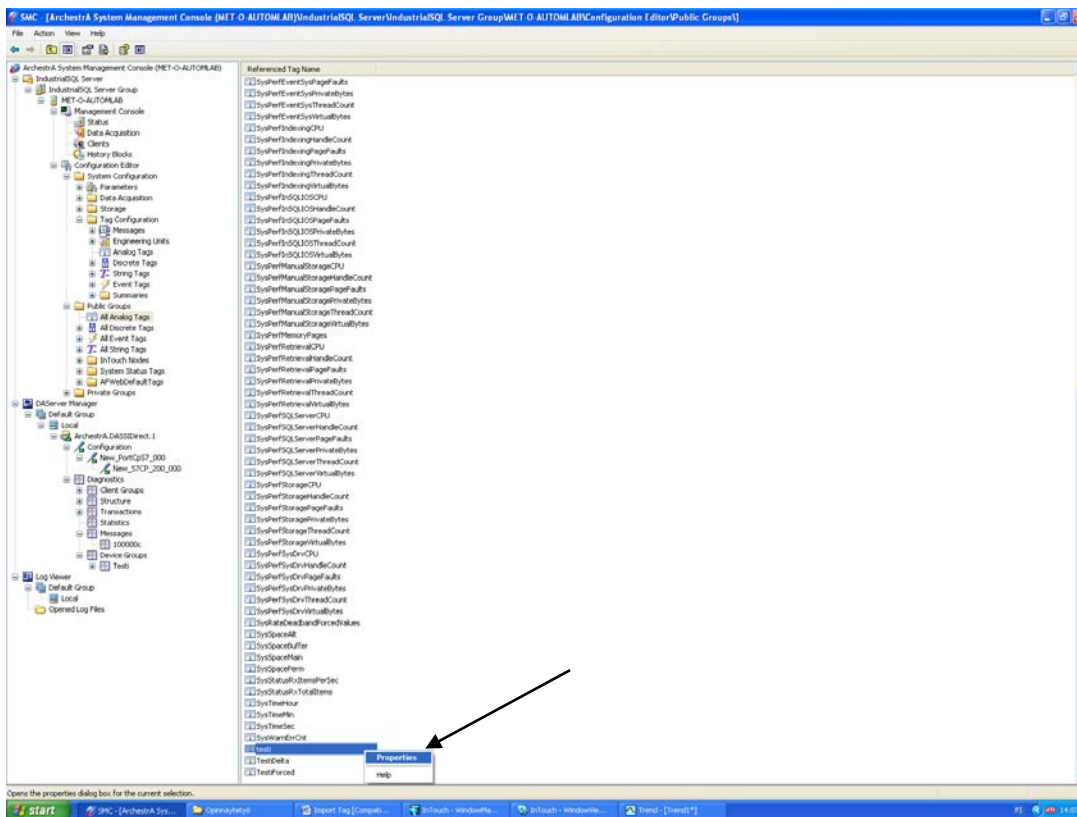 SMC - [ArchestrA System Management Console (MET-O-AUTOMLAB)\IndustrialSQL Server\IndustrialSQL Server Group\MET-O-AUTOMLAB\Configuration Editor\Public Groups\]
File Action View Help
ArchestrA System Management Console (MET-O-AUTOMLAB)
IndustrialSQL Server
IndustrialSQL Server Group
MET-O-AUTOMLAB
Management Console
Status
Data Acquisition
Clients
History Blocks
Configuration Editor
System Configuration
Parameters
Data Acquisition
Storage
Tag Configuration
Messages
Engineering Units
Analog Tags
Discrete Tags
String Tags
Event Tags
Summaries
Public Groups
All Analog Tags
All Discrete Tags
All Event Tags
All String Tags
InTouch Nodes
System Status Tags
AFWebDefaultTags
Private Groups
DAServer Manager
Default Group
Local
ArchestrA.DASSIDirect.1
Configuration
New_PortCpS7_000
New_S7CP_200_000
Diagnostics
Client Groups
Structure
Transactions
Statistics
Messages
100000c
Device Groups
Testi
Log Viewer
Default Group
Local
Opened Log Files
Referenced Tag Name
SysPerfEventSysPageFaults
SysPerfEventSysPrivateBytes
SysPerfEventSysThreadCount
SysPerfEventSysVirtualBytes
SysPerfIndexingCPU
SysPerfIndexingHandleCount
SysPerfIndexingPageFaults
SysPerfIndexingPrivateBytes
SysPerfIndexingThreadCount
SysPerfIndexingVirtualBytes
SysPerfInSQLIOSCPU
SysPerfInSQLIOSHandleCount
SysPerfInSQLIOSPageFaults
SysPerfInSQLIOSPrivateBytes
SysPerfInSQLIOSThreadCount
SysPerfInSQLIOSVirtualBytes
SysPerfManualStorageCPU
SysPerfManualStorageHandleCount
SysPerfManualStoragePageFaults
SysPerfManualStoragePrivateBytes
SysPerfManualStorageThreadCount
SysPerfManualStorageVirtualBytes
SysPerfMemoryPages
SysPerfRetrievalCPU
SysPerfRetrievalHandleCount
SysPerfRetrievalPageFaults
SysPerfRetrievalPrivateBytes
SysPerfRetrievalThreadCount
SysPerfRetrievalVirtualBytes
SysPerfSQLServerCPU
SysPerfSQLServerHandleCount
SysPerfSQLServerPageFaults
SysPerfSQLServerPrivateBytes
SysPerfSQLServerThreadCount
SysPerfSQLServerVirtualBytes
SysPerfStorageCPU
SysPerfStorageHandleCount
SysPerfStoragePageFaults
SysPerfStoragePrivateBytes
SysPerfStorageThreadCount
SysPerfStorageVirtualBytes
SysPerfSysDrvCPU
SysPerfSysDrvHandleCount
SysPerfSysDrvPageFaults
SysPerfSysDrvPrivateBytes
SysPerfSysDrvThreadCount
SysPerfSysDrvVirtualBytes
SysRateDeadbandForcedValues
SysSpaceAlt
SysSpaceBuffer
SysSpaceMain
SysSpacePerm
SysStatusRxItemsPerSec
SysStatusRxTotalItems
SysTimeHour
SysTimeMin
SysTimeSec
SysWarnErrCnt
testi
TestiDelta
TestiForced
Properties
Help
Opens the properties dialog box for the current selection.
start SMC - [ArchestrA Sys... Opinnäytetyö Import Tag [Compati... InTouch - WindowMa... InTouch - WindowVie... Trend - [Trend1*] FI